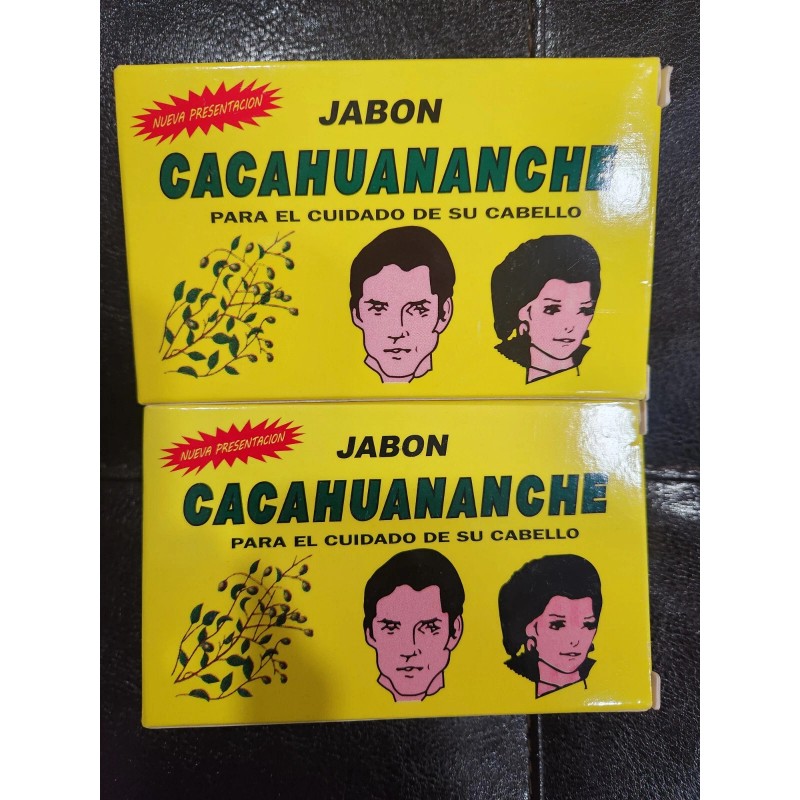 NUEVA PRESENTACION
JABON
CACAHUANANCHE
PARA EL CUIDADO DE SU CABELLO
NUEVA PRESENTACION
JABON
CACAHUANANCHE
PARA EL CUIDADO DE SU CABELLO